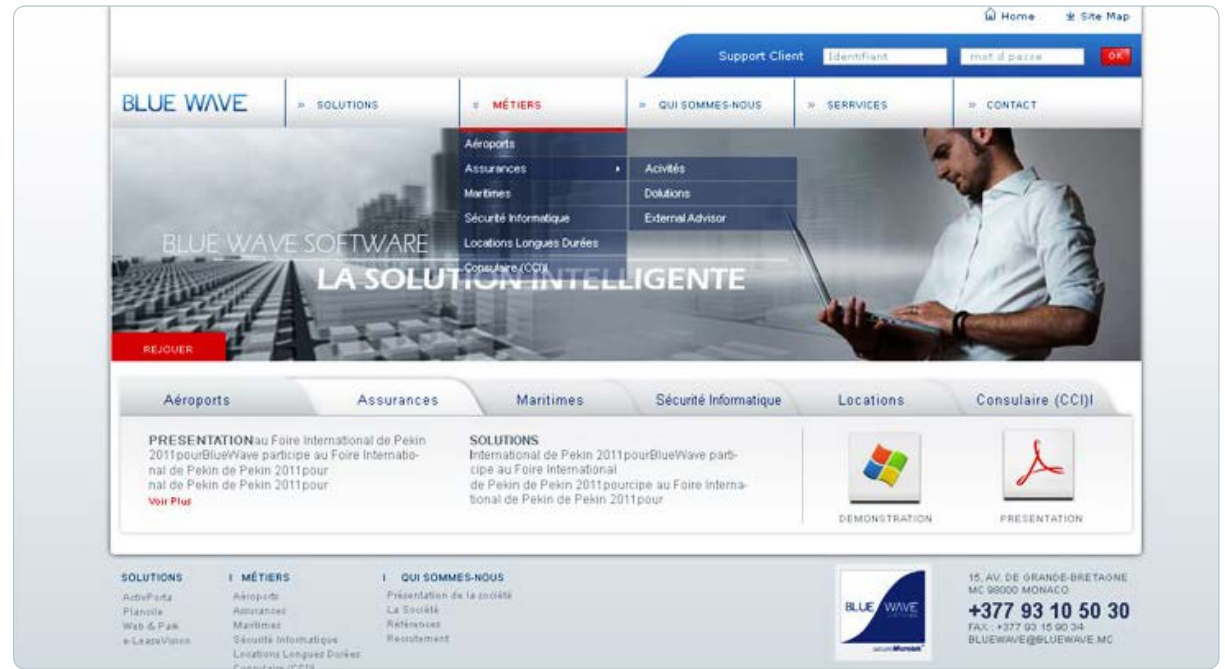 Home
Site Map
Support Client
Identifiant
mot d passe
OK
BLUE WAVE
» SOLUTIONS
MÉTIERS
» QUI SOMMES-NOUS
» SERRVICES
» CONTACT
Aéroports
Assurances
Maritimes
Sécurité Informatique
Locations Longues Durées
Consulaire (CCI)l
Acivités
Dolutions
External Advisor
BLUE WAVE SOFTWARE
LA SOLUTION INTELLIGENTE
REJOUER
Aéroports
Assurances
Maritimes
Sécurité Informatique
Locations
Consulaire (CCI)l
PRESENTATION au Foire International de Pekin
2011pourBlueWave participe au Foire Internatio-
nal de Pekin de Pekin 2011pour
nal de Pekin de Pekin 2011pour
Voir Plus
SOLUTIONS
International de Pekin 2011pourBlueWave parti-
cipe au Foire International
de Pekin de Pekin 2011pourcipe au Foire Interna-
tional de Pekin de Pekin 2011pour
DEMONSTRATION
PRESENTATION
SOLUTIONS
Planoile
Web & Park
e-LeaseVision
I MÉTIERS
Aéroports
Assurances
Maritimes
Sécurité Informatique
Locations Longues Durées
Consulaire (CCI)l
I QUI SOMMES-NOUS
Présentation de la société
La Société
Références
Recrutement
BLUE WAVE
SOFTWARE
15, AV. DE GRANDE-BRETAGNE
MC 98000 MONACO
+377 93 10 50 30
FAX : +377 93 15 90 34
BLUEWAVE@BLUEWAVE.MC